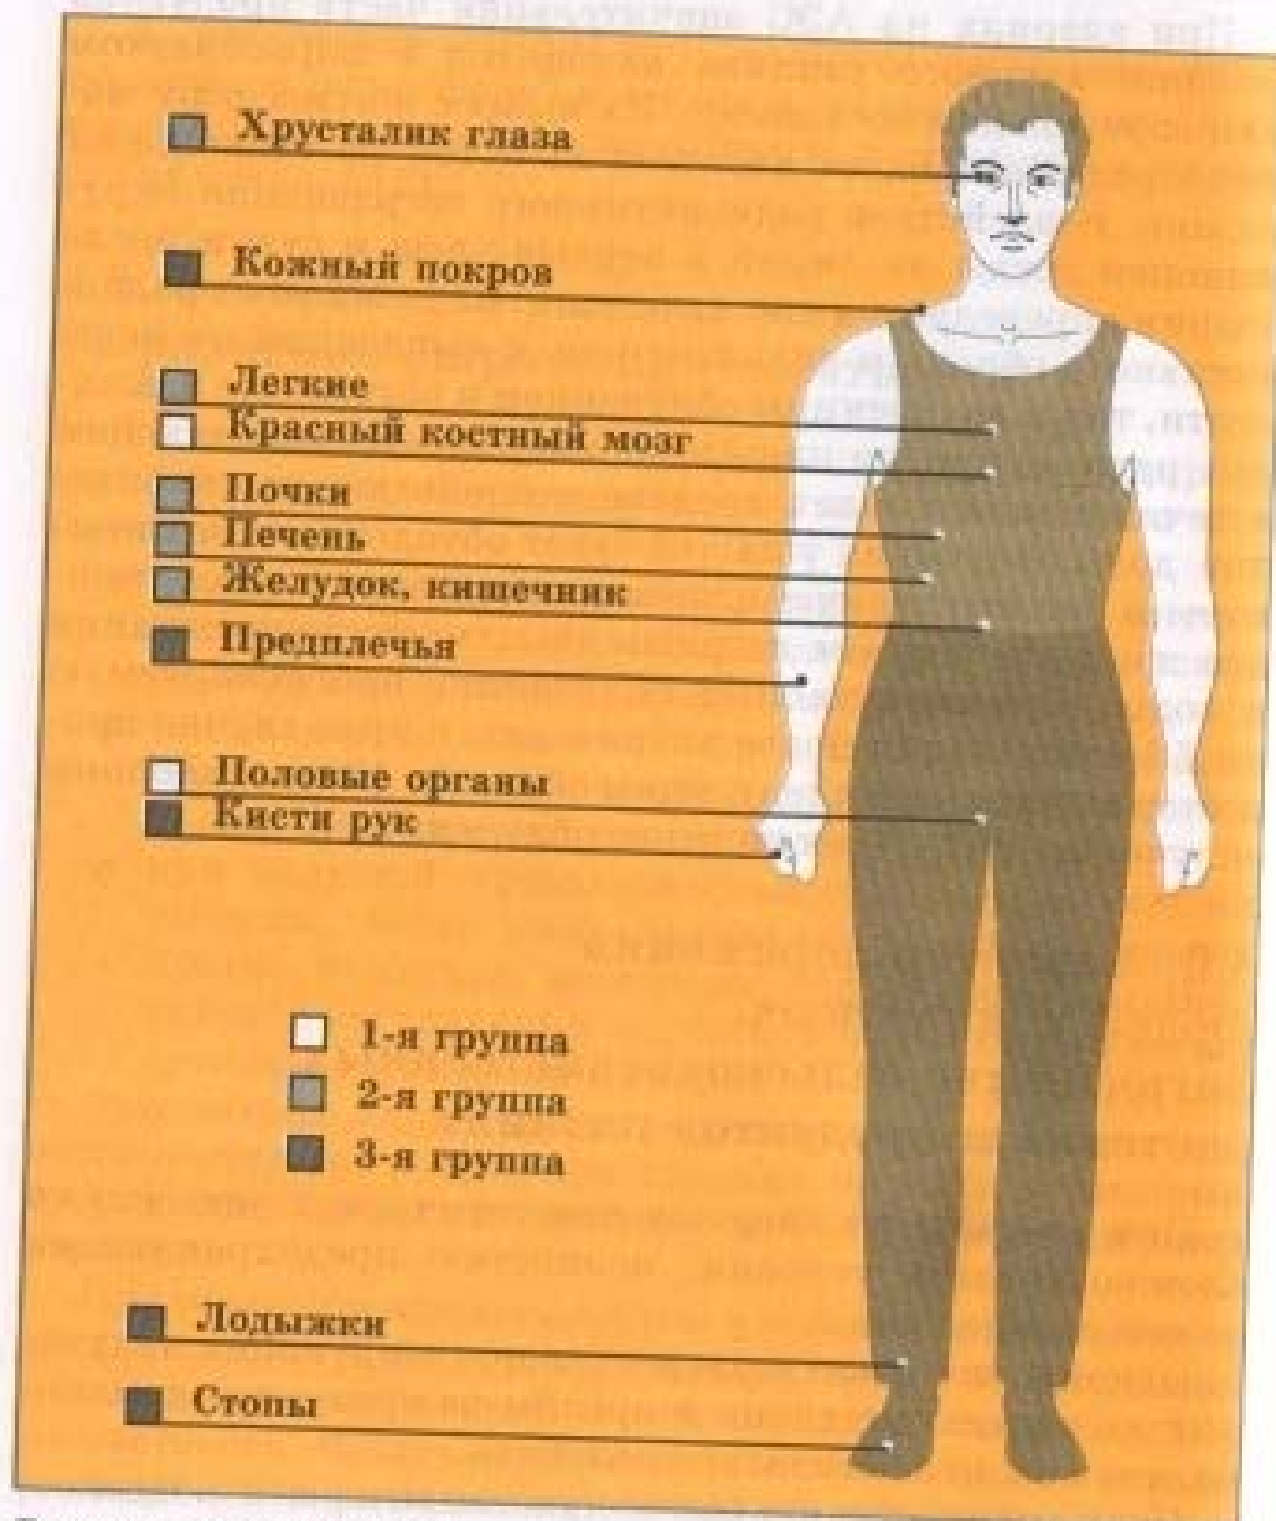 Хрусталик глаза
Кожный покров
Легкие
Красный костный мозг
Почки
Печень
Желудок, кишечник
Предплечья
Половые органы
Кисти рук
1-я группа
2-я группа
3-я группа
Лодыжки
Стопы